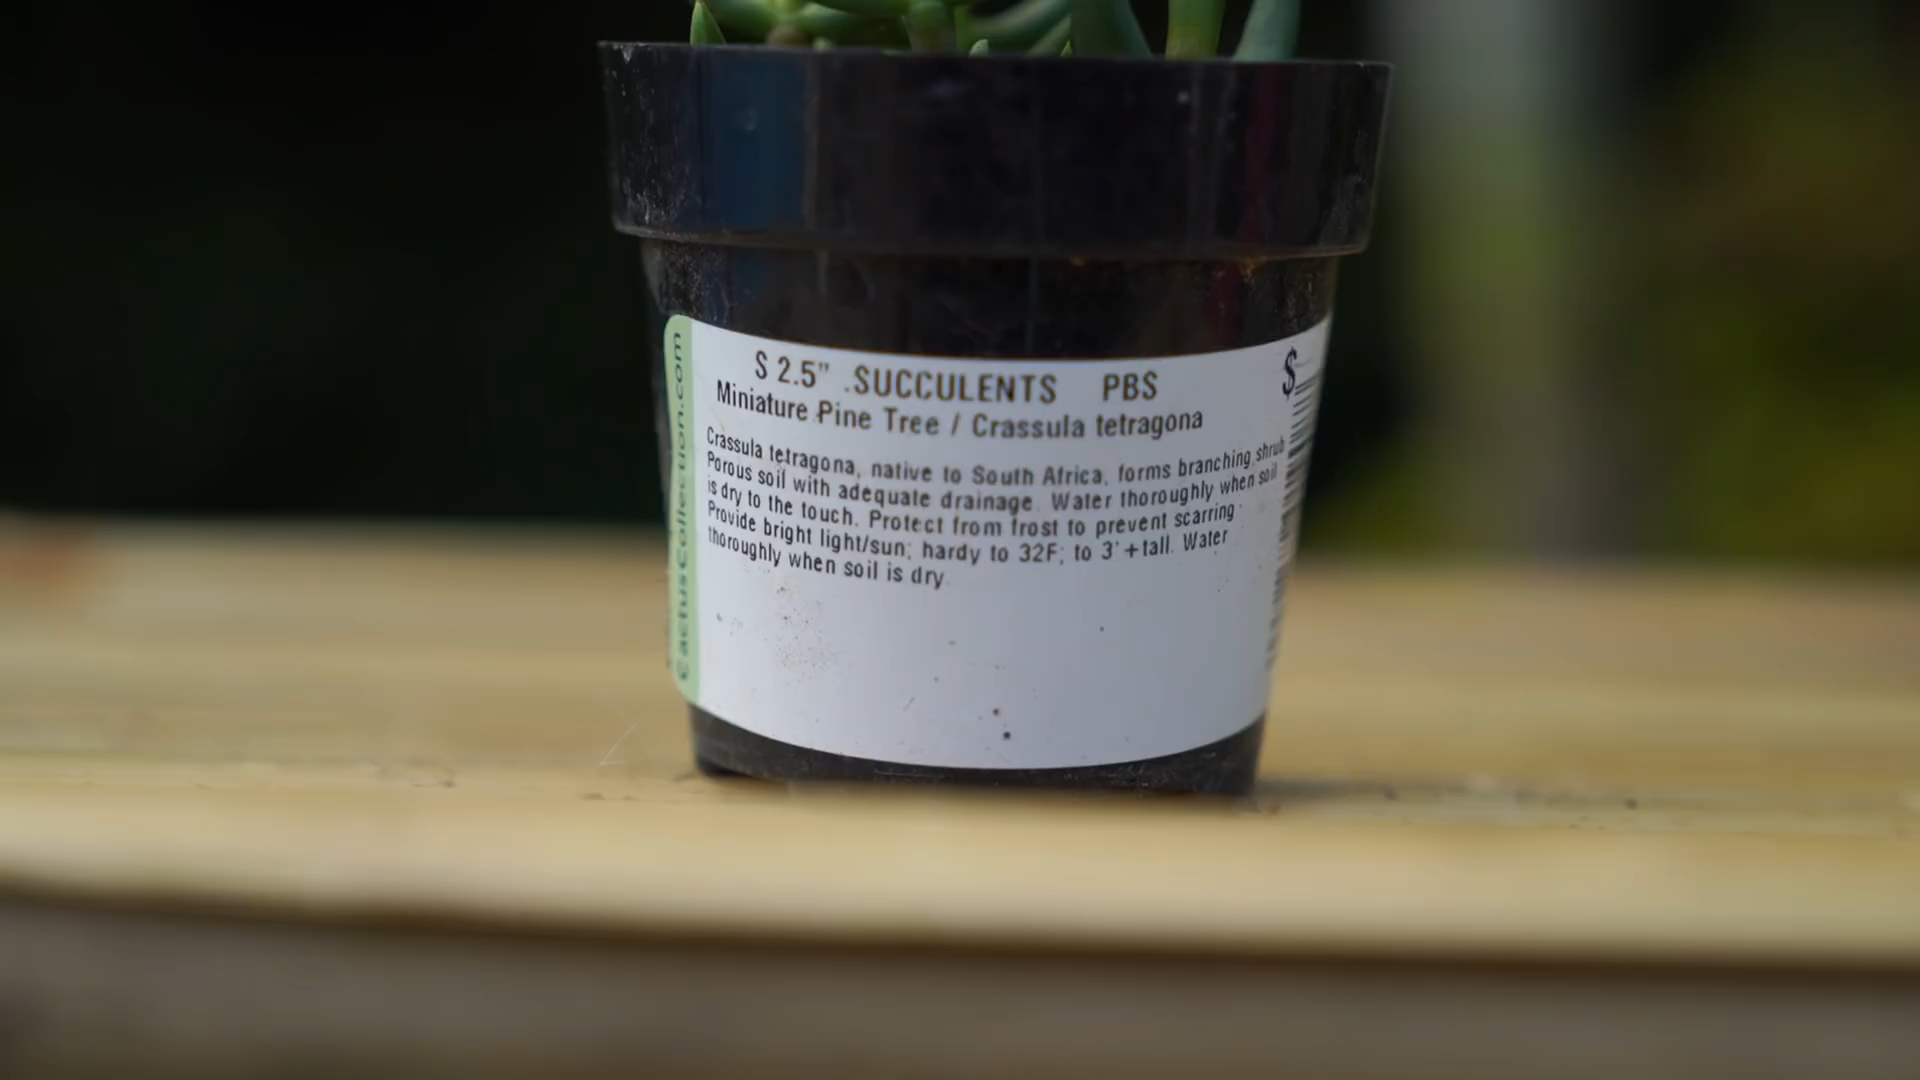 CactusCollection.com
S 2.5" .SUCCULENTS PBS
$
Miniature Pine Tree / Crassula tetragona
Crassula tetragona, native to South Africa, forms branching shrub
Porous soil with adequate drainage. Water thoroughly when soil
is dry to the touch. Protect from frost to prevent scarring.
Provide bright light/sun; hardy to 32F; to 3'+tall. Water
thoroughly when soil is dry.